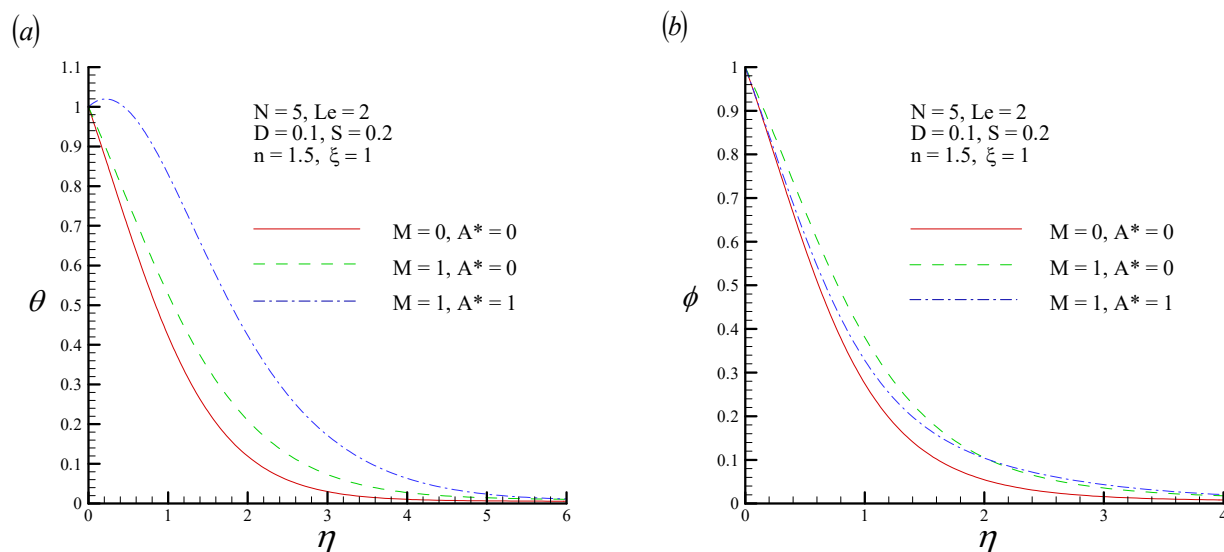 (a)
1.1
1
0.9
0.8
0.7
0.6
0.5
0.4
0.3
0.2
0.1
0
θ
N = 5, Le = 2
D = 0.1, S = 0.2
n = 1.5, ξ = 1
M = 0, A* = 0
M = 1, A* = 0
M = 1, A* = 1
0 1 2 3 4 5 6
η
(b)
1
0.9
0.8
0.7
0.6
0.5
0.4
0.3
0.2
0.1
0
ϕ
N = 5, Le = 2
D = 0.1, S = 0.2
n = 1.5, ξ = 1
M = 0, A* = 0
M = 1, A* = 0
M = 1, A* = 1
0 1 2 3 4
η